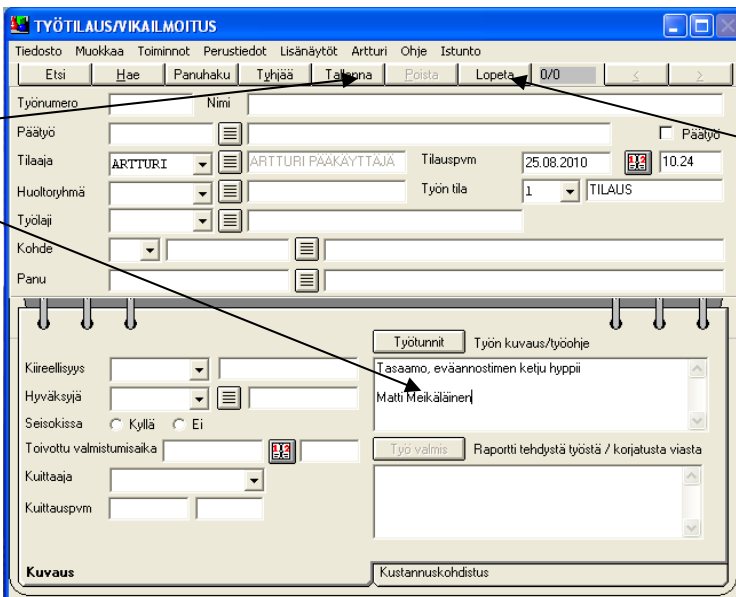 TYÖTILAUS/VIKAILMOITUS
Tiedosto Muokkaa Toiminnot Perustiedot Lisänäytöt Artturi Ohje Istunto
Etsi Hae Panuhaku Tyhjää Tallenna Poista Lopeta 0/0 < >
Työnumero Nimi
Päätyö Päätyö
Tilaaja ARTTURI ARTTURI PÄÄKÄYTTÄJÄ Tilauspvm 25.08.2010 10.24
Huoltoryhmä Työn tila 1 TILAUS
Työlaji
Kohde
Panu
Työtunnit Työn kuvaus/työohje
Kiireellisyys Tasaamo, eväannostimen ketju hyppii
Hyväksyjä Matti Meikäläinen
Seisokissa Kyllä Ei
Toivottu valmistumisaika Työ valmis Raportti tehdystä työstä / korjatusta viasta
Kuittaaja
Kuittauspvm
Kuvaus Kustannuskohdistus